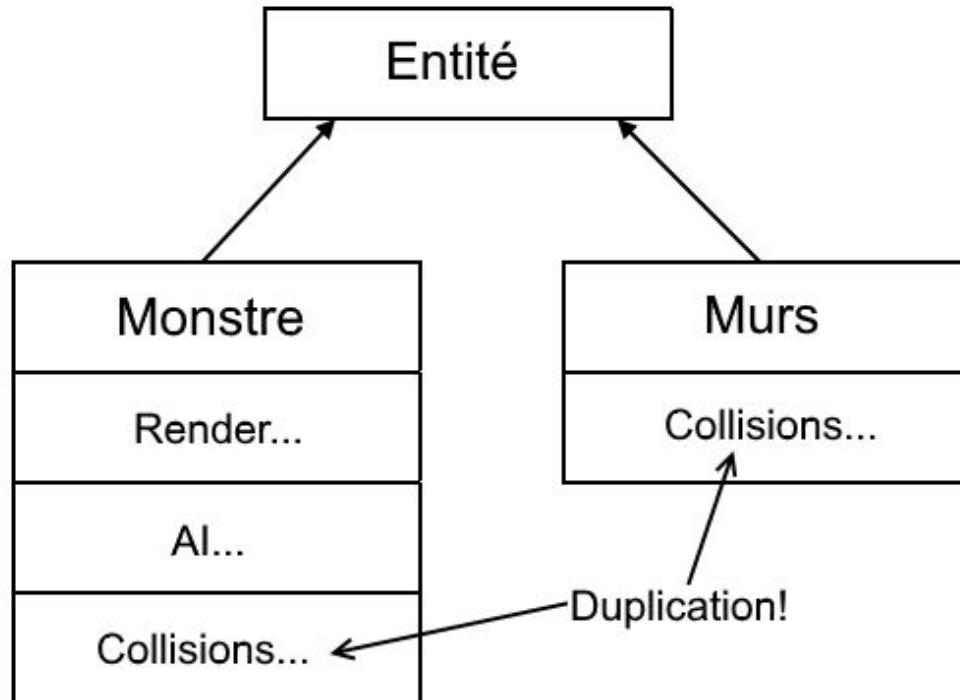 Entité
Monstre
Render...
AI...
Collisions...
Murs
Collisions...
Duplication!